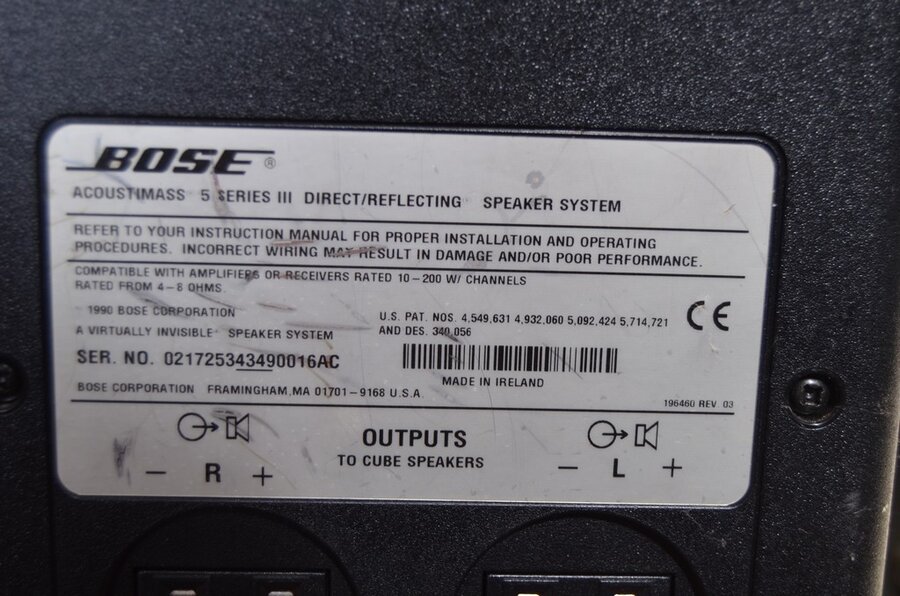 BOSE®
ACOUSTIMASS 5 SERIES III DIRECT/REFLECTING SPEAKER SYSTEM
REFER TO YOUR INSTRUCTION MANUAL FOR PROPER INSTALLATION AND OPERATING
PROCEDURES. INCORRECT WIRING MAY RESULT IN DAMAGE AND/OR POOR PERFORMANCE.
COMPATIBLE WITH AMPLIFIERS OR RECEIVERS RATED 10-200 W/ CHANNELS
RATED FROM 4-8 OHMS.
1990 BOSE CORPORATION
A VIRTUALLY INVISIBLE® SPEAKER SYSTEM
U.S. PAT. NOS. 4,549,631 4,932,060 5,092,424 5,714,721
AND DES. 340,056
CE
SER. NO. 021725343490016AC
MADE IN IRELAND
BOSE CORPORATION FRAMINGHAM,MA 01701-9168 U.S.A.
196460 REV 03
OUTPUTS
TO CUBE SPEAKERS
- R +
- L +